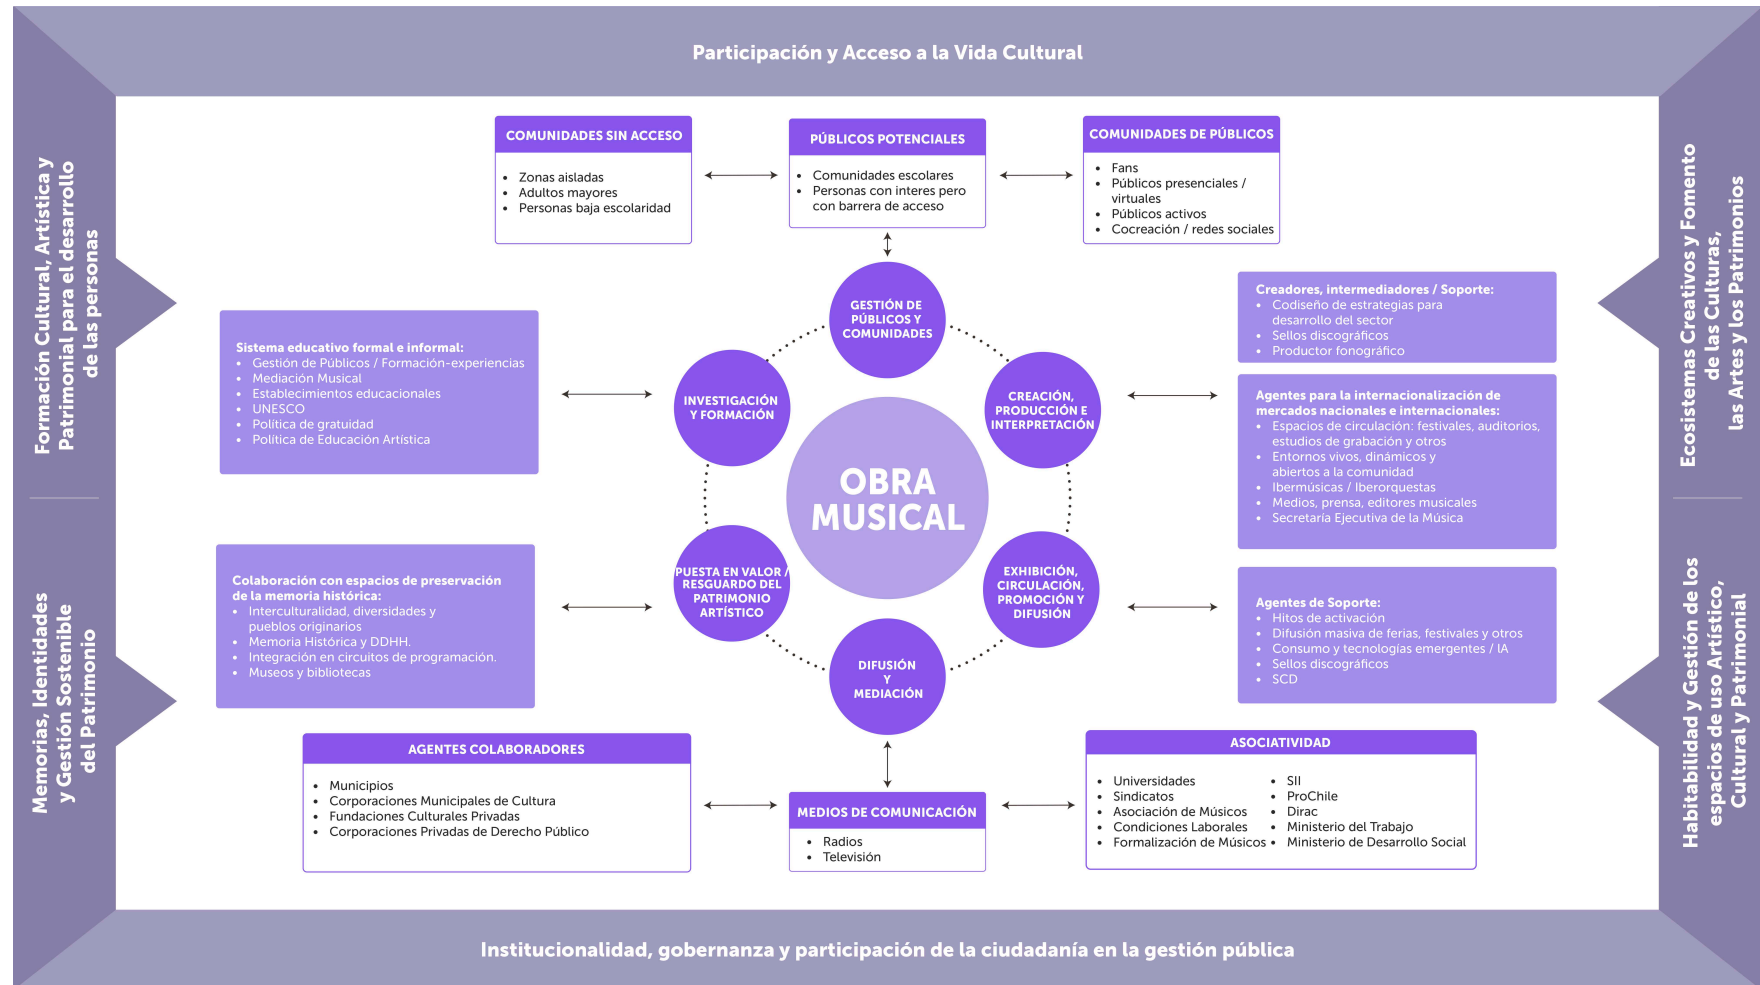 Participación y Acceso a la Vida Cultural
Formación Cultural, Artística y
Patrimonial para el desarrollo
de las personas
Memorias, Identidades
y Gestión Sostenible
del Patrimonio
COMUNIDADES SIN ACCESO
• Zonas aisladas
• Adultos mayores
• Personas baja escolaridad
PÚBLICOS POTENCIALES
• Comunidades escolares
• Personas con interes pero
con barrera de acceso
COMUNIDADES DE PÚBLICOS
• Fans
• Públicos presenciales /
virtuales
• Públicos activos
• Cocreación / redes sociales
Sistema educativo formal e informal:
• Gestión de Públicos / Formación-experiencias
• Mediación Musical
• Establecimientos educacionales
• UNESCO
• Política de gratuidad
• Política de Educación Artística
Colaboración con espacios de preservación
de la memoria histórica:
• Interculturalidad, diversidades y
pueblos originarios
• Memoria Histórica y DDHH.
• Integración en circuitos de programación.
• Museos y bibliotecas
GESTIÓN DE
PÚBLICOS Y
COMUNIDADES
INVESTIGACIÓN
Y FORMACIÓN
CREACIÓN,
PRODUCCIÓN E
INTERPRETACIÓN
OBRA
MUSICAL
PUESTA EN VALOR /
RESGUARDO DEL
PATRIMONIO
ARTÍSTICO
EXHIBICIÓN,
CIRCULACIÓN,
PROMOCIÓN Y
DIFUSIÓN
DIFUSIÓN
Y
MEDIACIÓN
Creadores, intermediadores / Soporte:
• Codiseño de estrategias para
desarrollo del sector
• Sellos discográficos
• Productor fonográfico
Agentes para la internacionalización de
mercados nacionales e internacionales:
• Espacios de circulación: festivales, auditorios,
estudios de grabación y otros
• Entornos vivos, dinámicos y
abiertos a la comunidad
• Ibermúsicas / Iberorquestas
• Medios, prensa, editores musicales
• Secretaría Ejecutiva de la Música
Agentes de Soporte:
• Hitos de activación
• Difusión masiva de ferias, festivales y otros
• Consumo y tecnologías emergentes / IA
• Sellos discográficos
• SCD
AGENTES COLABORADORES
• Municipios
• Corporaciones Municipales de Cultura
• Fundaciones Culturales Privadas
• Corporaciones Privadas de Derecho Público
MEDIOS DE COMUNICACIÓN
• Radios
• Televisión
ASOCIATIVIDAD
• Universidades
• Sindicatos
• Asociación de Músicos
• Condiciones Laborales
• Formalización de Músicos
• SII
• ProChile
• Dirac
• Ministerio del Trabajo
• Ministerio de Desarrollo Social
Ecosistemas Creativos y Fomento
de las Culturas,
las Artes y los Patrimonios
Habitabilidad y Gestión de los
espacios de uso Artístico,
Cultural y Patrimonial
Institucionalidad, gobernanza y participación de la ciudadanía en la gestión pública